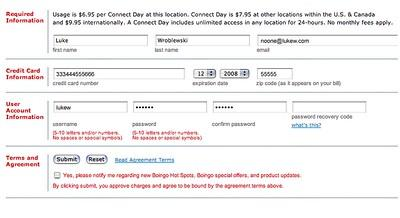 Required Information
Usage is $6.95 per Connect Day at this location. Connect Day is $7.95 at other locations within the U.S. & Canada
and $9.95 internationally. A Connect Day includes unlimited access in any location for 24-hours. No monthly fees apply.
Luke
Wroblewski
noone@lukew.com
first name
last name
email
Credit Card Information
333444555666
12
2008
55555
credit card number
expiration date
zip code (as it appears on your bill)
User Account Information
lukew
••••••
••••••
username
password
confirm password
password recovery code
(5-10 letters and/or numbers. No spaces or special symbols)
(5-10 letters and/or numbers. No spaces or special symbols)
what's this?
Terms and Agreement
Submit
Reset
Read Agreement Terms
Yes, please notify me regarding new Boingo Hot Spots, Boingo special offers, and product updates.
By clicking submit, you approve charges and agree to be bound by the agreement terms above.